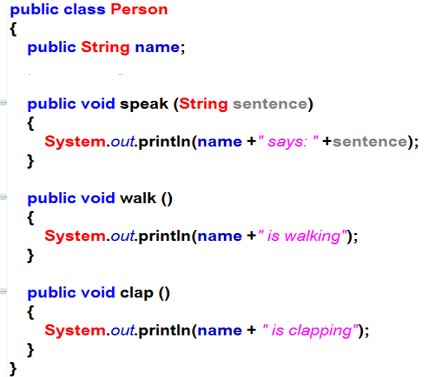 public class Person
{
public String name;
public void speak (String sentence)
{
System.out.println(name +" says: " +sentence);
}
public void walk ()
{
System.out.println(name +" is walking");
}
public void clap ()
{
System.out.println(name + " is clapping");
}
}